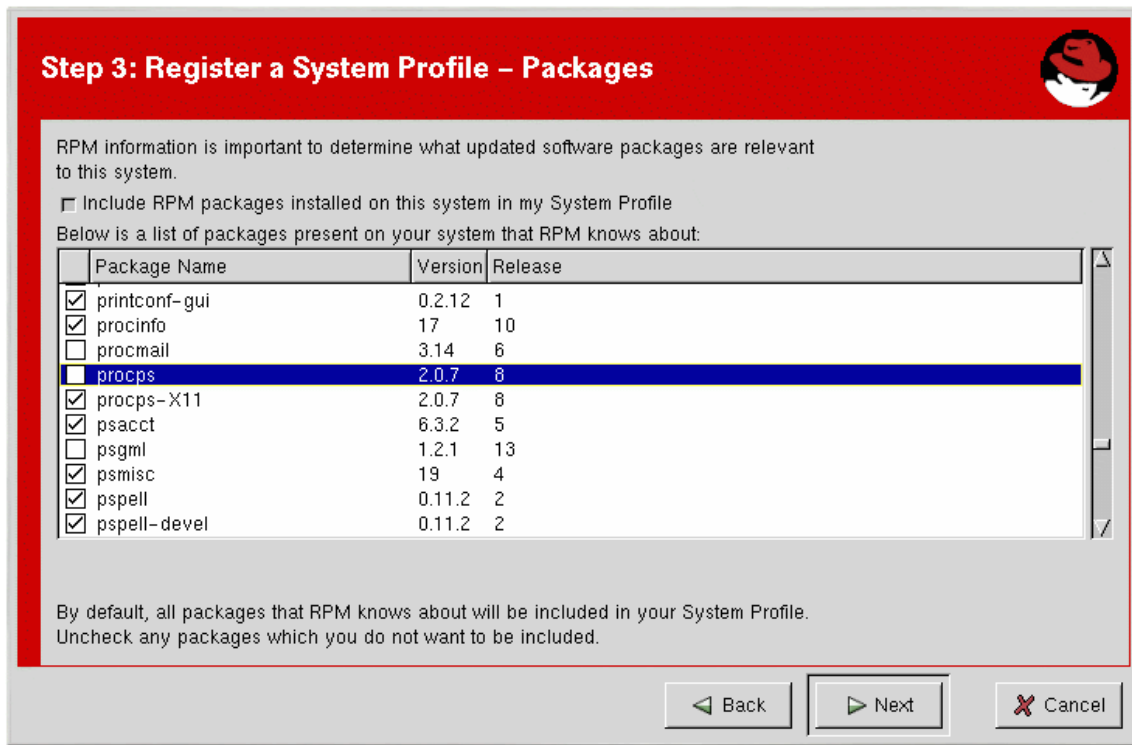 Step 3: Register a System Profile – Packages
RPM information is important to determine what updated software packages are relevant
to this system.
Include RPM packages installed on this system in my System Profile
Below is a list of packages present on your system that RPM knows about:
Package Name Version Release
printconf-gui 0.2.12 1
procinfo 17 10
procmail 3.14 6
procps 2.0.7 8
procps-X11 2.0.7 8
psacct 6.3.2 5
psgml 1.2.1 13
psmisc 19 4
pspell 0.11.2 2
pspell-devel 0.11.2 2
By default, all packages that RPM knows about will be included in your System Profile.
Uncheck any packages which you do not want to be included.
Back Next Cancel